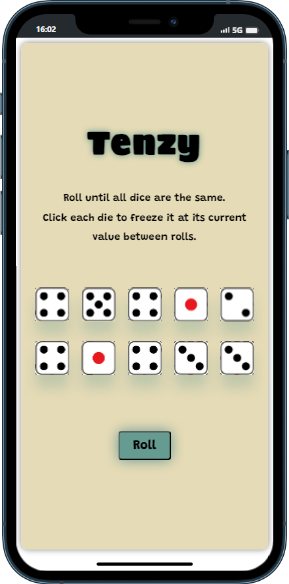 16:02 5G
Tenzy
Roll until all dice are the same.
Click each die to freeze it at its current
value between rolls.
Roll